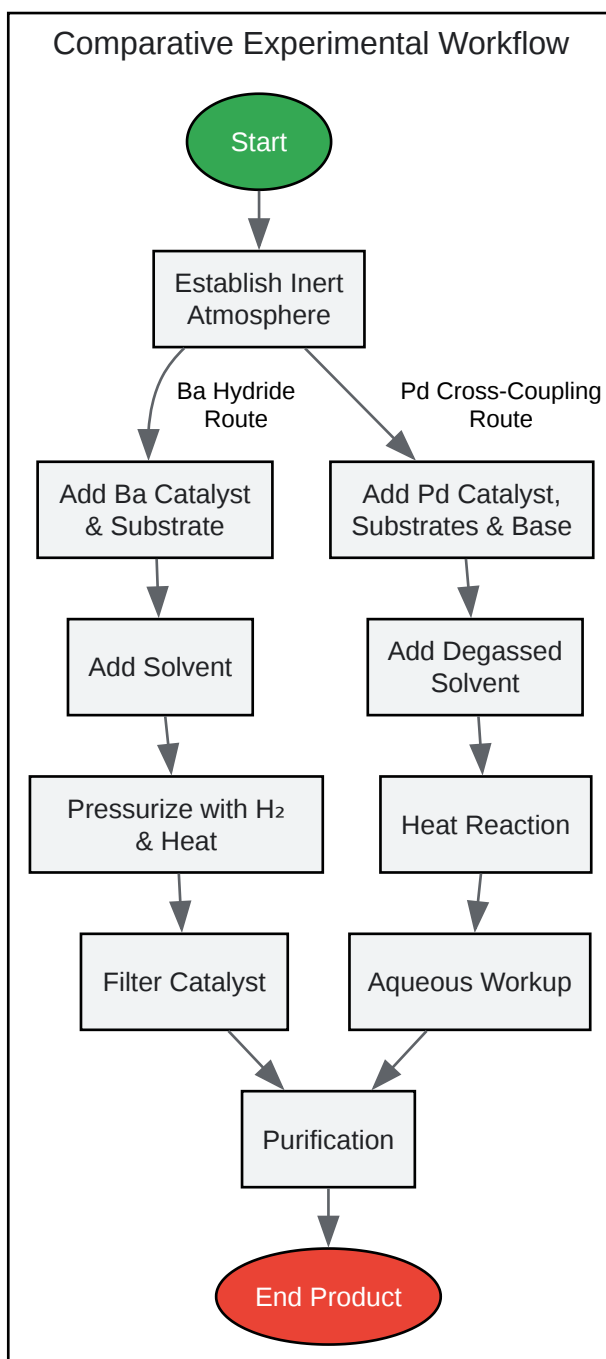 Comparative Experimental Workflow
Start
Establish Inert
Atmosphere
Ba Hydride
Route
Pd Cross-Coupling
Route
Add Ba Catalyst
& Substrate
Add Pd Catalyst,
Substrates & Base
Add Solvent
Add Degassed
Solvent
Pressurize with H₂
& Heat
Heat Reaction
Filter Catalyst
Aqueous Workup
Purification
End Product